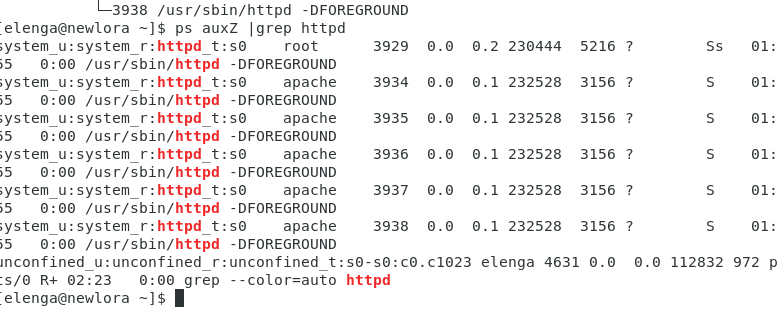 └─3938 /usr/sbin/httpd -DFOREGROUND
[elenga@newlora ~]$ ps auxZ |grep httpd
system_u:system_r:httpd_t:s0    root      3929  0.0  0.2 230444  5216 ?        Ss   01:
55   0:00 /usr/sbin/httpd -DFOREGROUND
system_u:system_r:httpd_t:s0    apache    3934  0.0  0.1 232528  3156 ?        S    01:
55   0:00 /usr/sbin/httpd -DFOREGROUND
system_u:system_r:httpd_t:s0    apache    3935  0.0  0.1 232528  3156 ?        S    01:
55   0:00 /usr/sbin/httpd -DFOREGROUND
system_u:system_r:httpd_t:s0    apache    3936  0.0  0.1 232528  3156 ?        S    01:
55   0:00 /usr/sbin/httpd -DFOREGROUND
system_u:system_r:httpd_t:s0    apache    3937  0.0  0.1 232528  3156 ?        S    01:
55   0:00 /usr/sbin/httpd -DFOREGROUND
system_u:system_r:httpd_t:s0    apache    3938  0.0  0.1 232528  3156 ?        S    01:
55   0:00 /usr/sbin/httpd -DFOREGROUND
unconfined_u:unconfined_r:unconfined_t:s0-s0:c0.c1023 elenga 4631 0.0  0.0 112832 972 p
ts/0 R+ 02:23   0:00 grep --color=auto httpd
[elenga@newlora ~]$